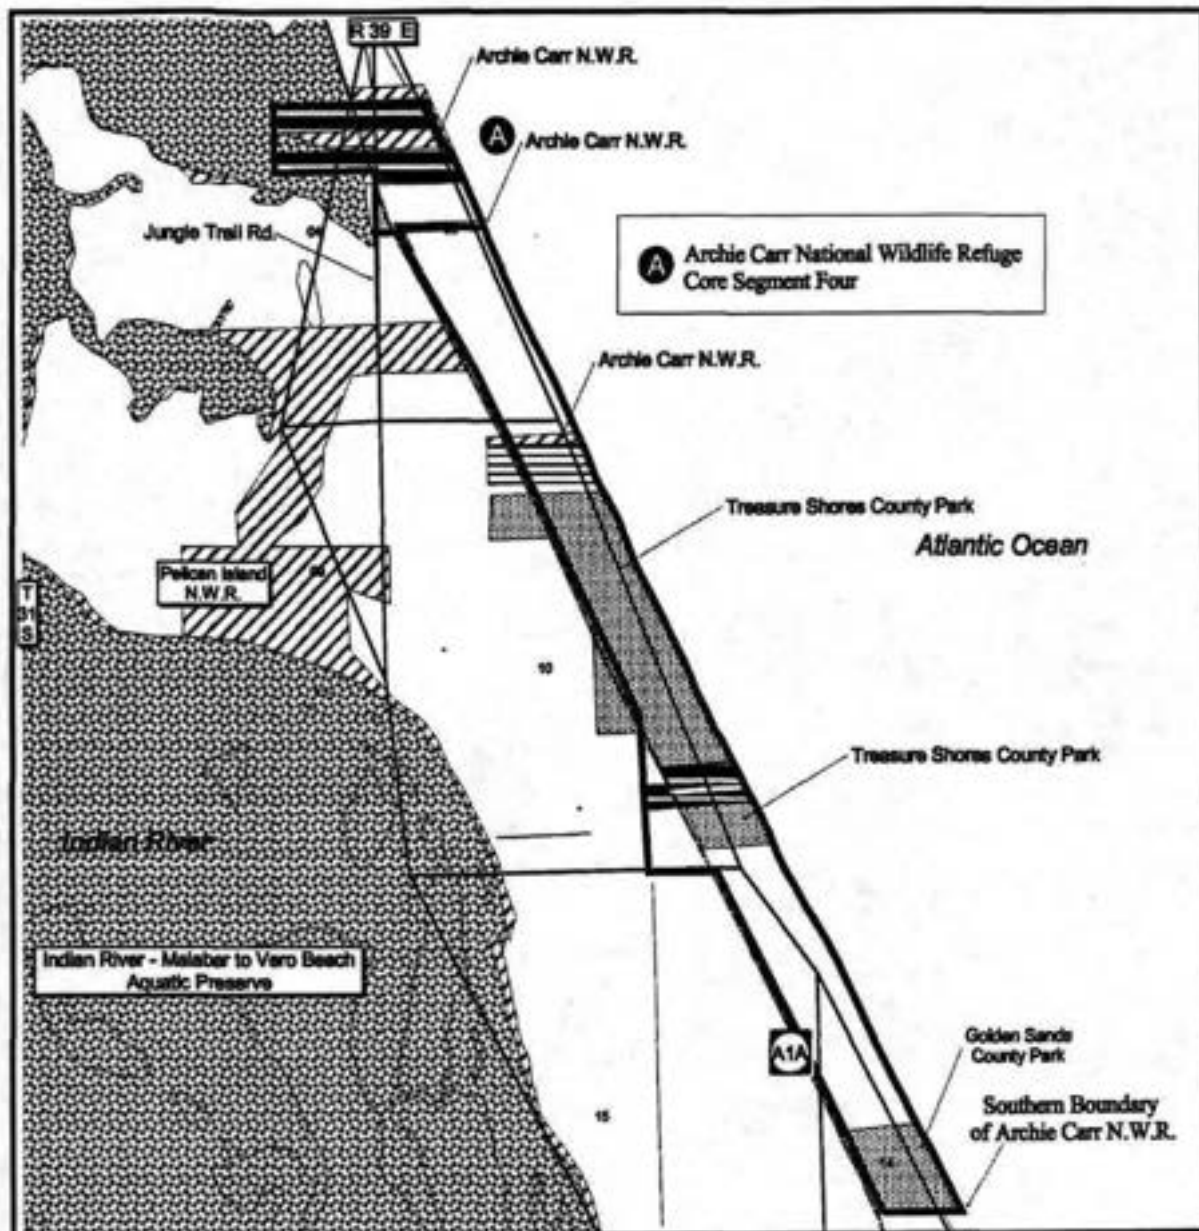 R 39 E
Archie Carr N.W.R.
A
Archie Carr N.W.R.
Jungle Trail Rd.
A
Archie Carr National Wildlife Refuge
Core Segment Four
Archie Carr N.W.R.
Treasure Shores County Park
Atlantic Ocean
Pelican Island
N.W.R.
T
31
S
10
Treasure Shores County Park
Indian River
Indian River - Malabar to Vero Beach
Aquatic Preserve
A1A
Golden Sands
County Park
Southern Boundary
of Archie Carr N.W.R.
15
14